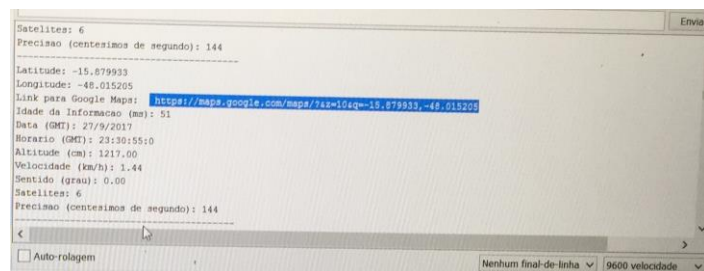 Envia
Satelites: 6
Precisao (centesimos de segundo): 144
----------------------------------------
Latitude: -15.879933
Longitude: -48.015205
Link para Google Maps: https://maps.google.com/maps/?&z=10&q=-15.879933,-48.015205
Idade da Informacao (ms): 51
Data (GMT): 27/9/2017
Horario (GMT): 23:30:55:0
Altitude (cm): 1217.00
Velocidade (km/h): 1.44
Sentido (grau): 0.00
Satelites: 6
Precisao (centesimos de segundo): 144
----------------------------------------
Auto-rolagem
Nenhum final-de-linha
9600 velocidade